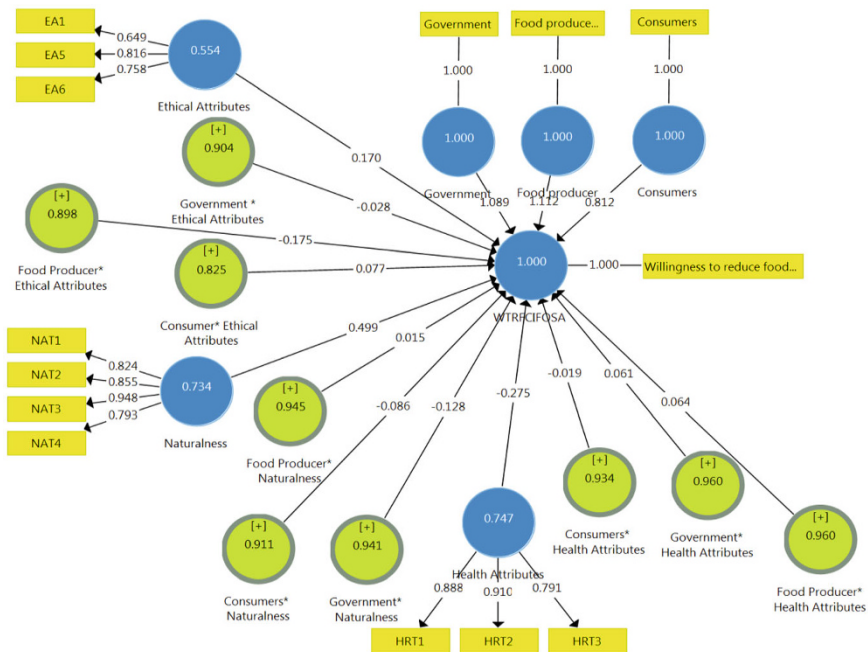 EA1
0.649
EA5
0.816
EA6
0.758
0.554
Ethical Attributes
Government
Food produce...
Consumers
1.000
1.000
1.000
1.000
1.000
1.000
Government
Food producer
Consumers
1.089
1.112
0.812
[+]
0.904
Government *
Ethical Attributes
0.170
-0.028
[+]
0.898
Food Producer*
Ethical Attributes
-0.175
[+]
0.825
Consumer* Ethical
Attributes
0.077
1.000
1.000
Willingness to reduce food...
WTRFCIFOSA
NAT1
0.824
NAT2
0.855
NAT3
0.948
NAT4
0.793
0.734
Naturalness
0.499
0.015
[+]
0.945
Food Producer*
Naturalness
-0.086
-0.128
-0.275
-0.019
0.061
0.064
[+]
0.911
Consumers*
Naturalness
[+]
0.941
Government*
Naturalness
0.747
Health Attributes
[+]
0.934
Consumers*
Health Attributes
[+]
0.960
Government*
Health Attributes
[+]
0.960
Food Producer*
Health Attributes
0.888
0.910
0.791
HRT1
HRT2
HRT3